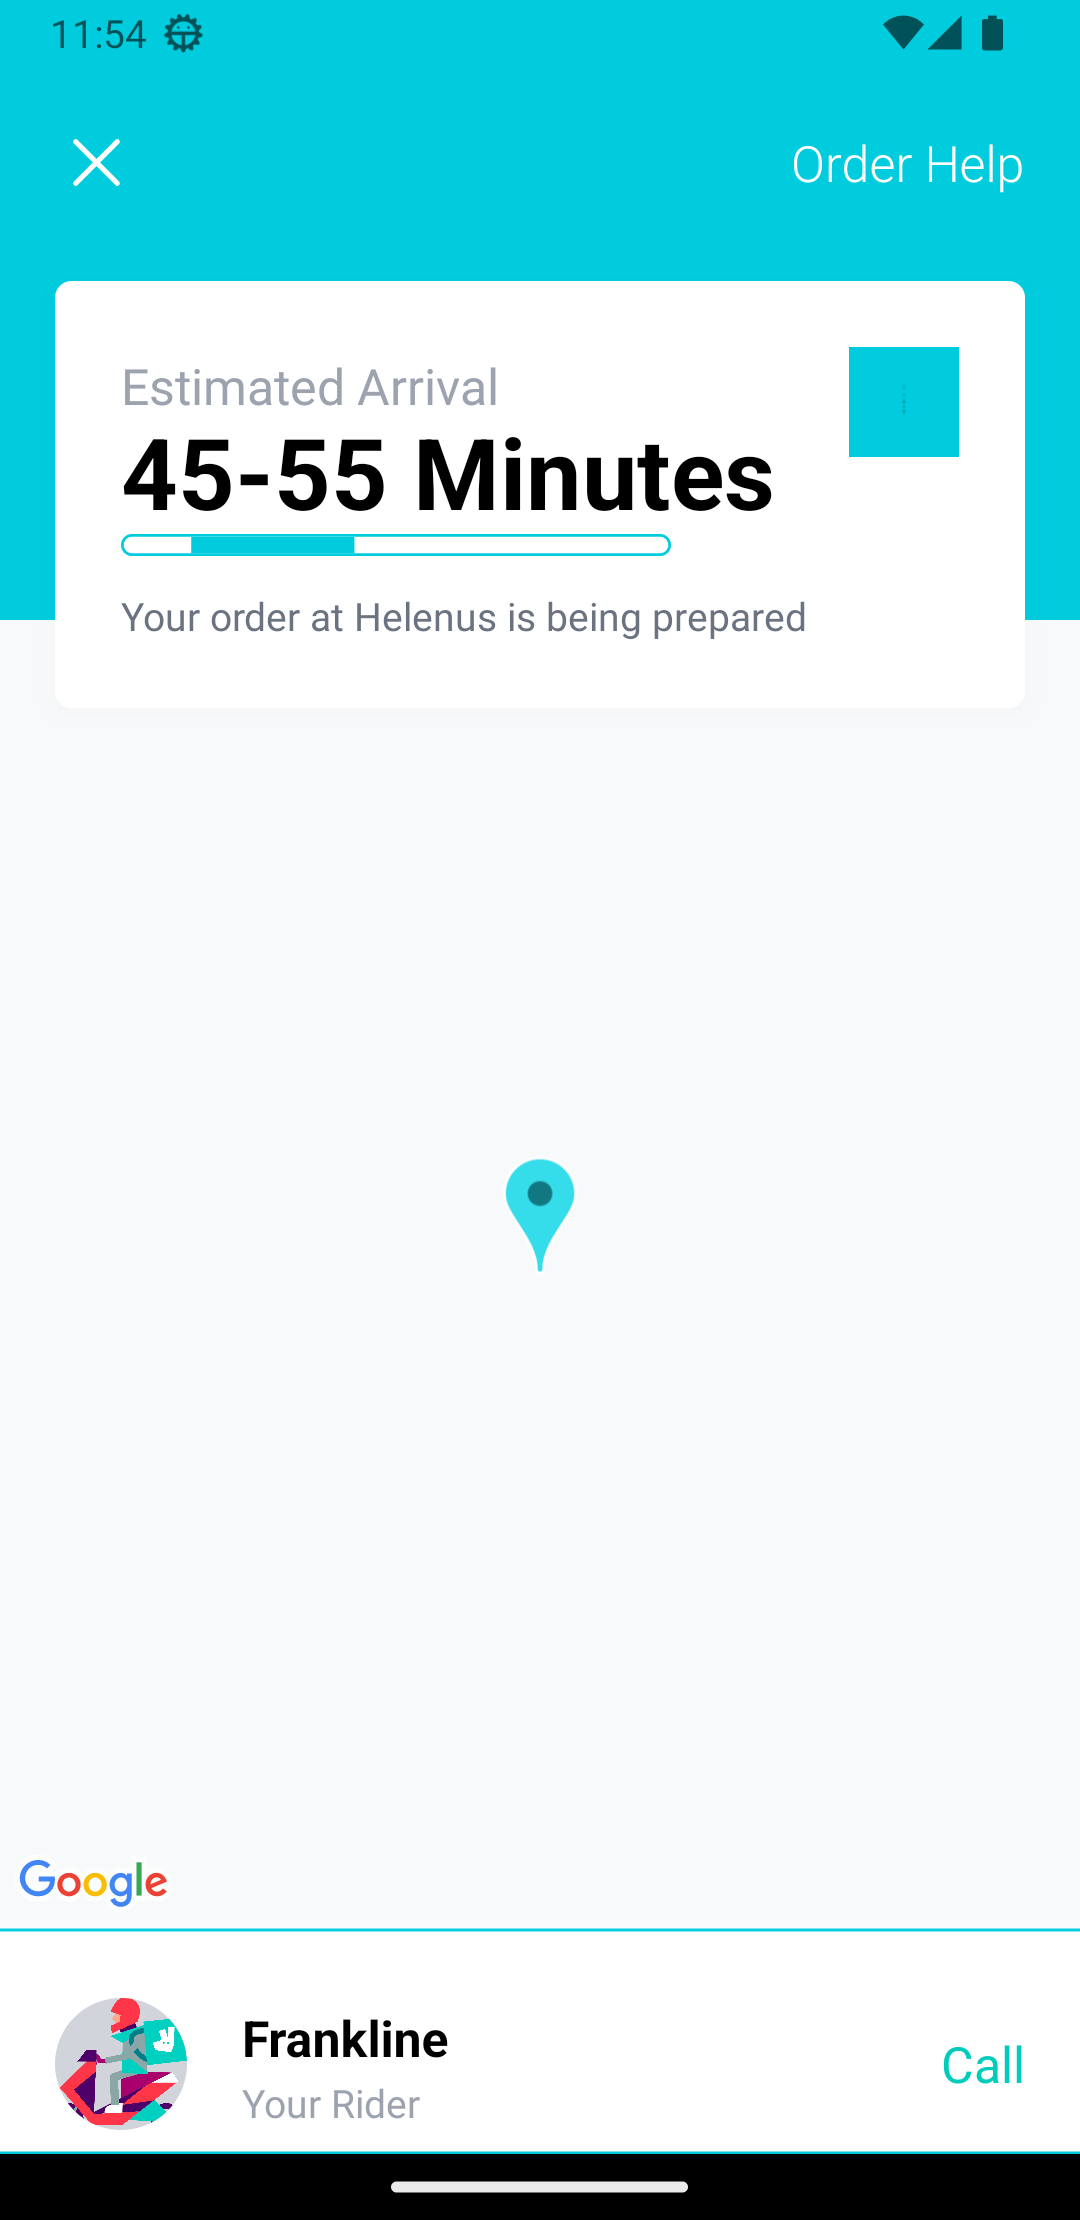 11:54
Order Help
Estimated Arrival
45-55 Minutes
Your order at Helenus is being prepared
Google
Frankline
Your Rider
Call